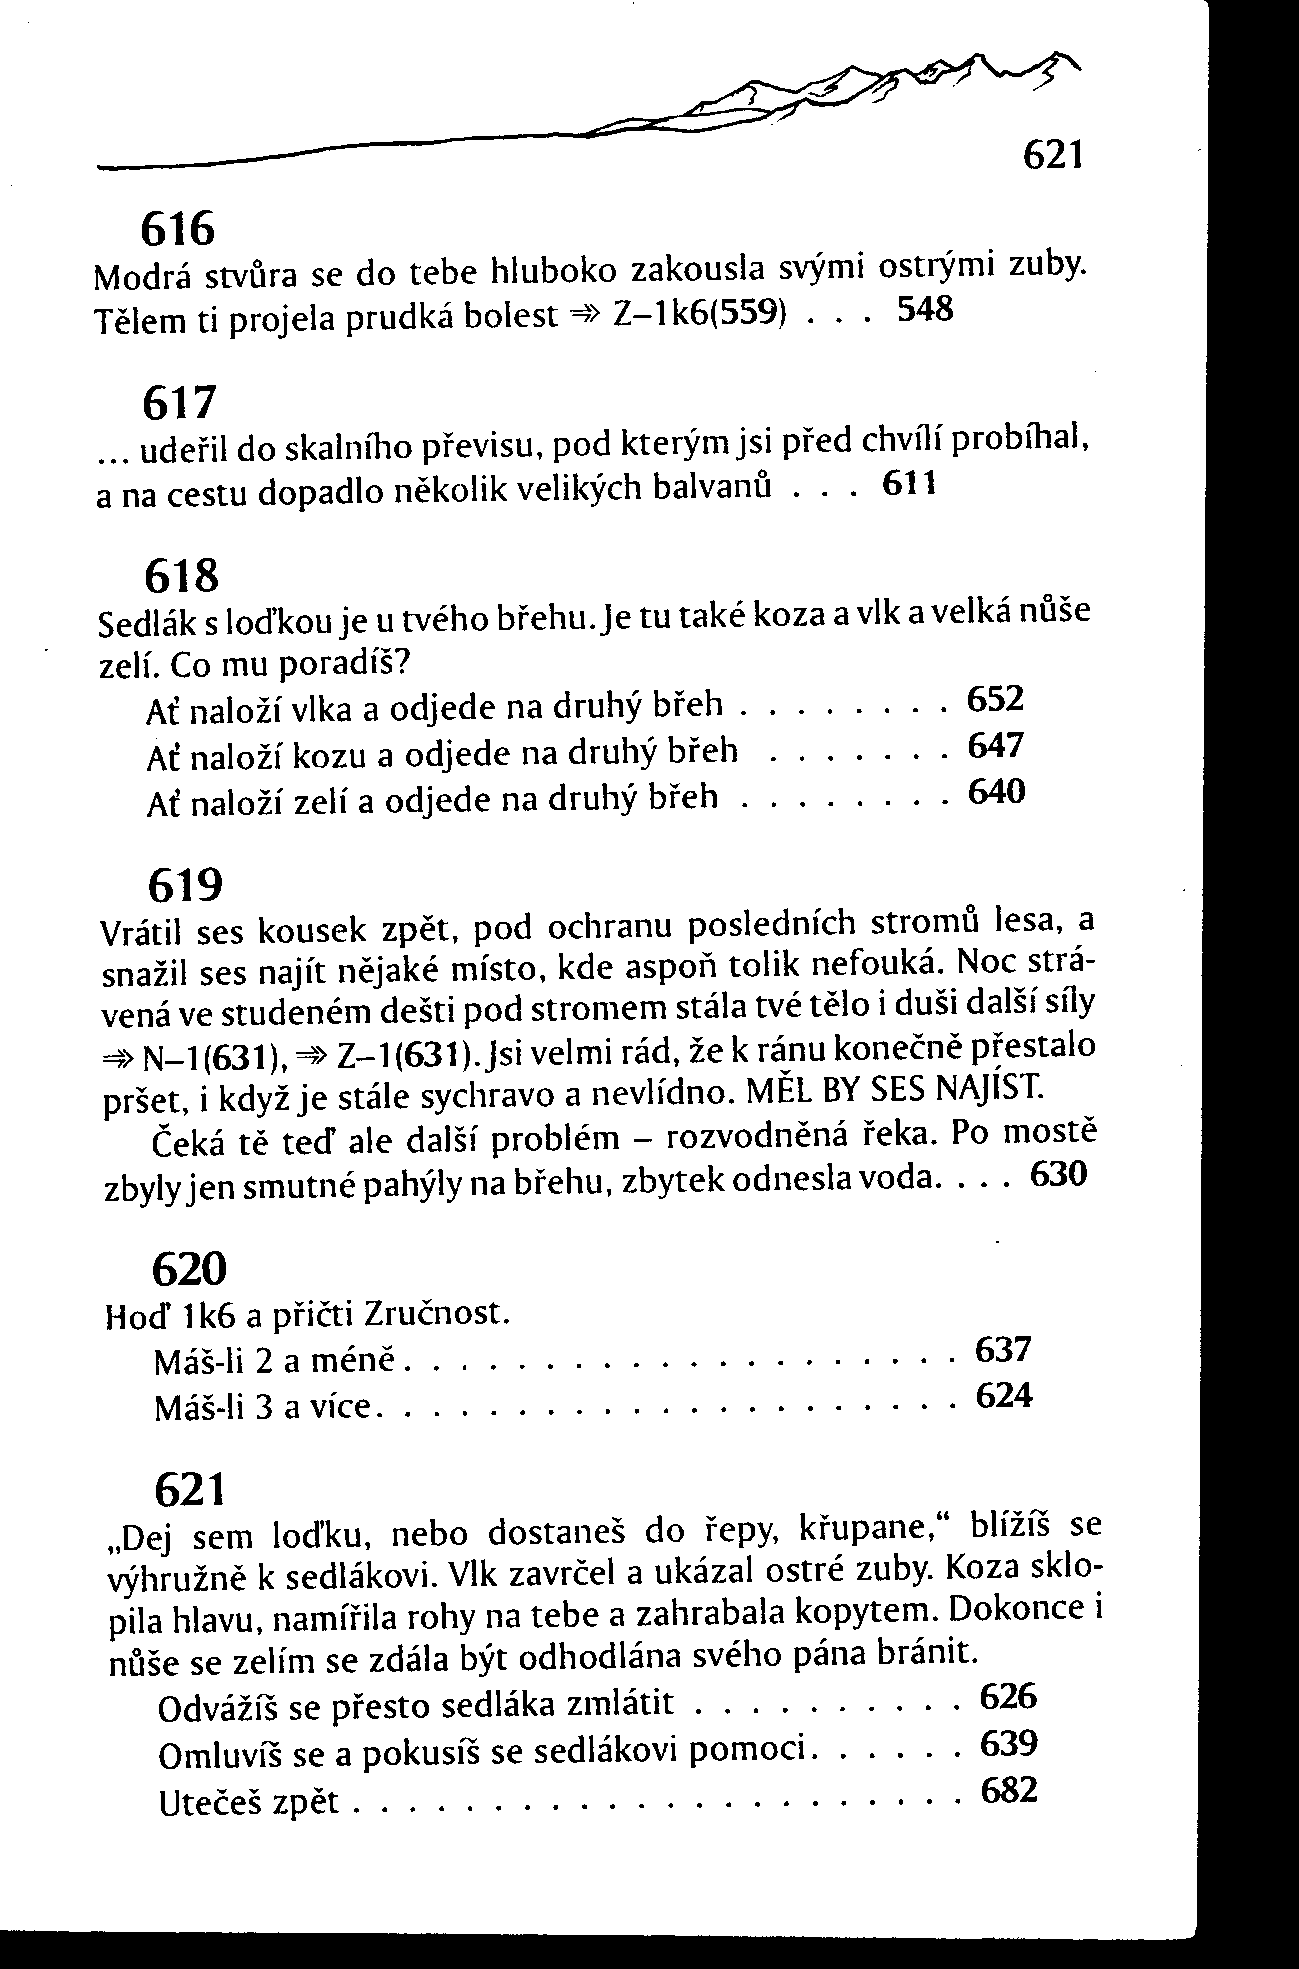 621
616
Modrá stvůra se do tebe hluboko zakousla svými ostrými zuby.
Tělem ti projela prudká bolest ⇒» Z–1k6(559) . . . 548
617
... udeřil do skalního převisu, pod kterým jsi před chvílí probíhal,
a na cestu dopadlo několik velikých balvanů . . . 611
618
Sedlák s loďkou je u tvého břehu. Je tu také koza a vlk a velká nůše
zelí. Co mu poradíš?
Ať naloží vlka a odjede na druhý břeh . . . . . . . . 652
Ať naloží kozu a odjede na druhý břeh . . . . . . . 647
Ať naloží zelí a odjede na druhý břeh . . . . . . . . 640
619
Vrátil ses kousek zpět, pod ochranu posledních stromů lesa, a
snažil ses najít nějaké místo, kde aspoň tolik nefouká. Noc strá-
vená ve studeném dešti pod stromem stála tvé tělo i duši další síly
⇒» N–1(631), ⇒» Z–1(631). Jsi velmi rád, že k ránu konečně přestalo
pršet, i když je stále sychravo a nevlídno. MĚL BY SES NAJÍST.
Čeká tě teď ale další problém – rozvodněná řeka. Po mostě
zbyly jen smutné pahýly na břehu, zbytek odnesla voda. . . . 630
620
Hoď 1k6 a přičti Zručnost.
Máš-li 2 a méně. . . . . . . . . . . . . . . . . . . . 637
Máš-li 3 a více. . . . . . . . . . . . . . . . . . . . . 624
621
„Dej sem loďku, nebo dostaneš do řepy, křupane,“ blížíš se
výhružně k sedlákovi. Vlk zavrčel a ukázal ostré zuby. Koza sklo-
pila hlavu, namířila rohy na tebe a zahrabala kopytem. Dokonce i
nůše se zelím se zdála být odhodlána svého pána bránit.
Odvážíš se přesto sedláka zmlátit . . . . . . . . . . 626
Omluvíš se a pokusíš se sedlákovi pomoci. . . . . . 639
Utečeš zpět . . . . . . . . . . . . . . . . . . . . . . 682